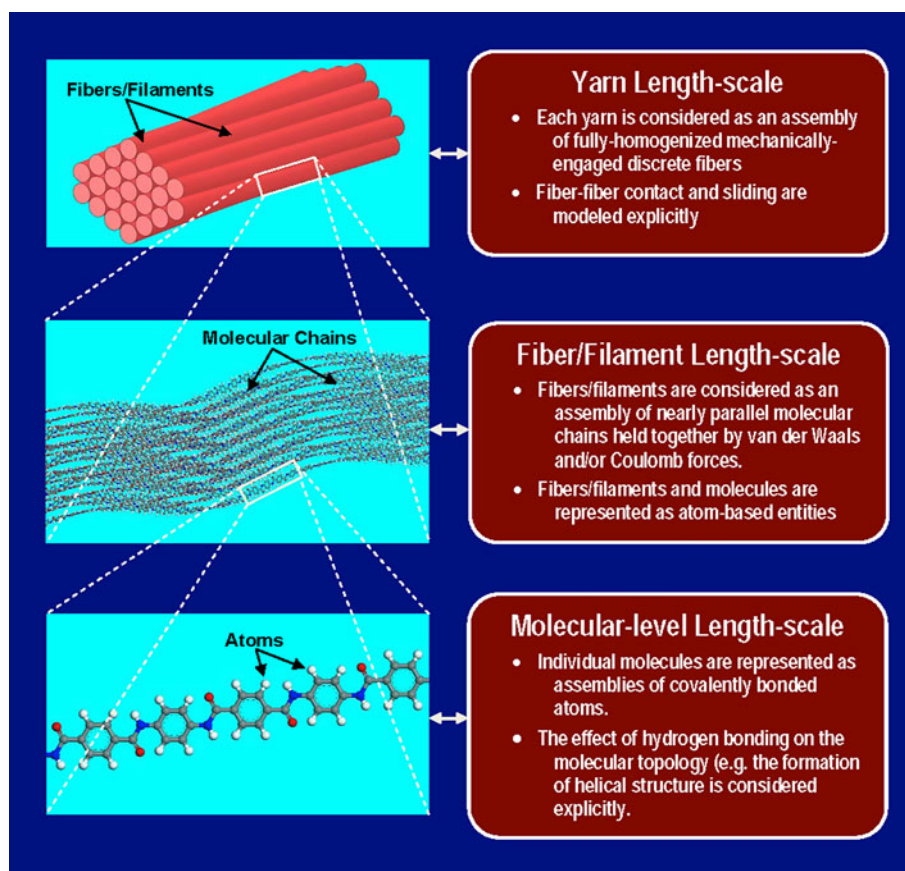 Fibers/Filaments
Yarn Length-scale
• Each yarn is considered as an assembly
of fully-homogenized mechanically-
engaged discrete fibers
• Fiber-fiber contact and sliding are
modeled explicitly
Molecular Chains
Fiber/Filament Length-scale
• Fibers/filaments are considered as an
assembly of nearly parallel molecular
chains held together by van der Waals
and/or Coulomb forces.
• Fibers/filaments and molecules are
represented as atom-based entities
Atoms
Molecular-level Length-scale
• Individual molecules are represented as
assemblies of covalently bonded
atoms.
• The effect of hydrogen bonding on the
molecular topology (e.g. the formation
of helical structure is considered
explicitly.